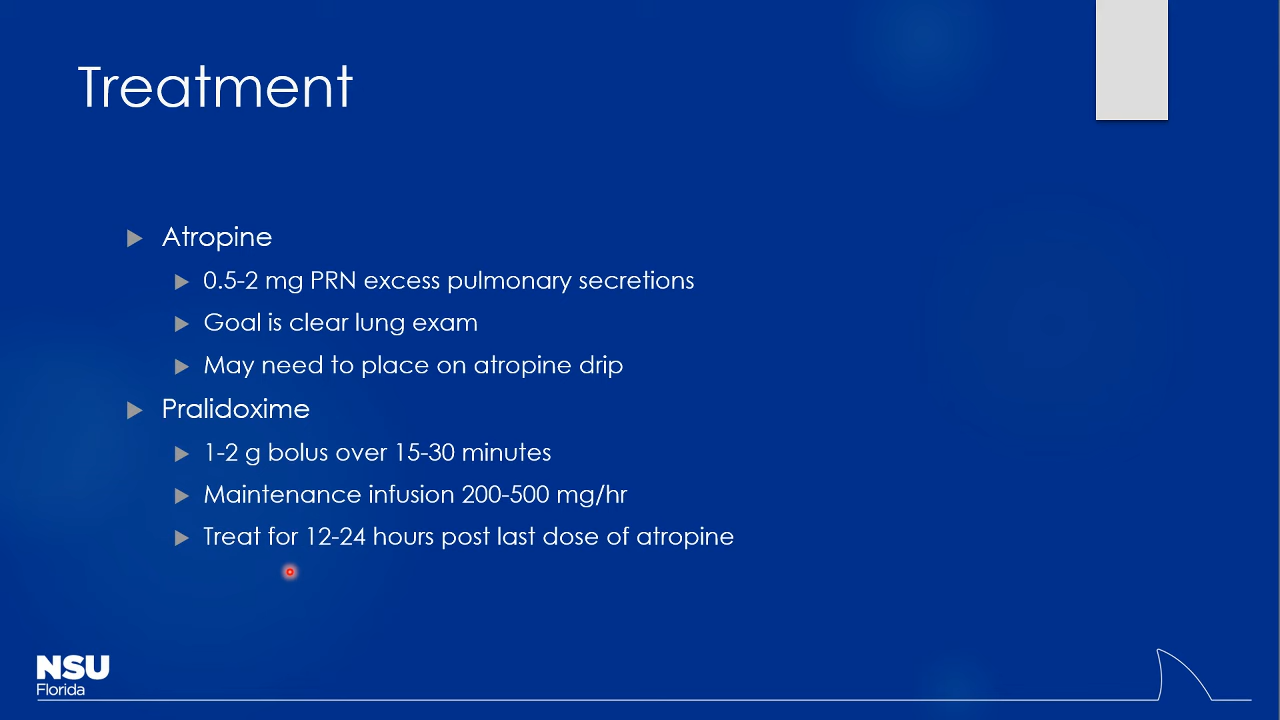 Treatment
Atropine
0.5-2 mg PRN excess pulmonary secretions
Goal is clear lung exam
May need to place on atropine drip
Pralidoxime
1-2 g bolus over 15-30 minutes
Maintenance infusion 200-500 mg/hr
Treat for 12-24 hours post last dose of atropine
NSU
Florida